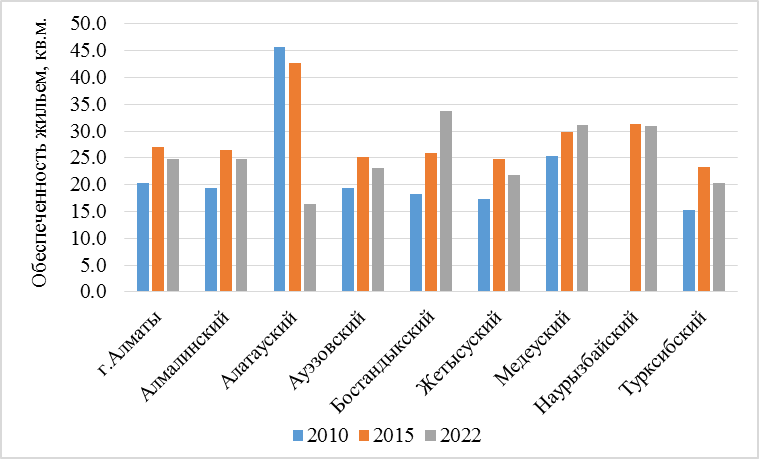 Обеспеченность жильем, кв.м.
50.0
45.0
40.0
35.0
30.0
25.0
20.0
15.0
10.0
5.0
0.0
г.Алматы
Алмалинский
Алатауский
Ауэзовский
Бостандыкский
Жетысуский
Медеуский
Наурызбайский
Турксибский
2010 2015 2022